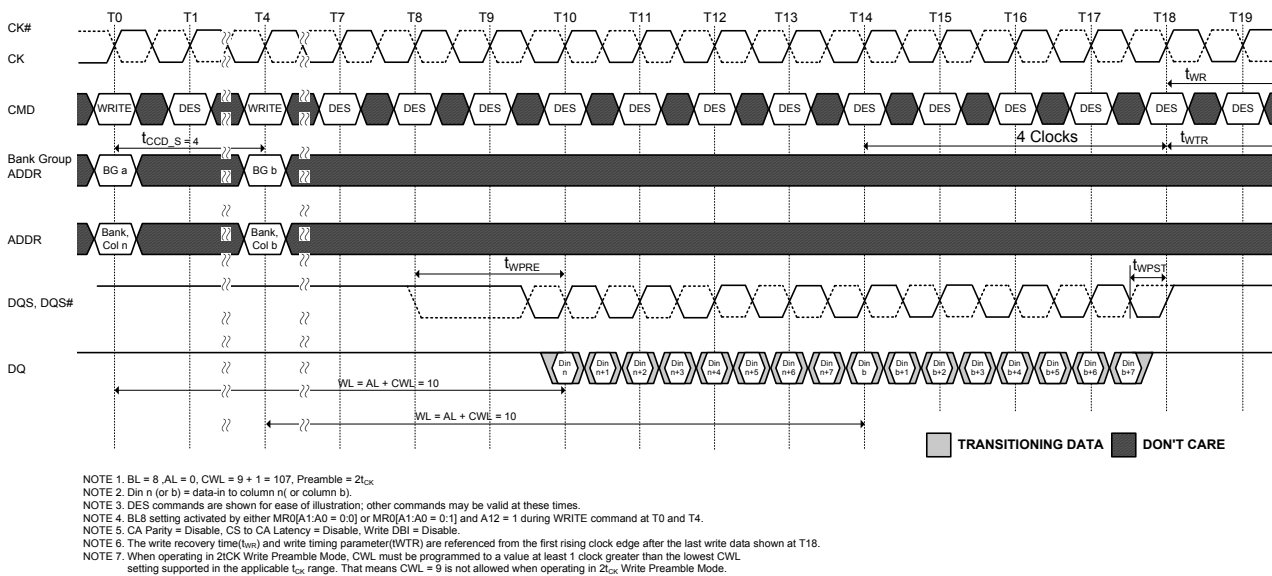 T0 T1 T4 T7 T8 T9 T10 T11 T12 T13 T14 T15 T16 T17 T18 T19
CK#
CK
tWR
CMD WRITE DES WRITE DES DES DES DES DES DES DES DES DES DES DES DES DES
tCCD_S = 4
4 Clocks
tWTR
Bank Group
ADDR
BG a BG b
ADDR
Bank,
Col n
Bank,
Col b
tWPRE
tWPST
DQS, DQS#
DQ
Din
n
Din
n+1
Din
n+2
Din
n+3
Din
n+4
Din
n+5
Din
n+6
Din
n+7
Din
b
Din
b+1
Din
b+2
Din
b+3
Din
b+4
Din
b+5
Din
b+6
Din
b+7
WL = AL + CWL = 10
WL = AL + CWL = 10
TRANSITIONING DATA DON'T CARE
NOTE 1. BL = 8 ,AL = 0, CWL = 9 + 1 = 107, Preamble = 2tCK
NOTE 2. Din n (or b) = data-in to column n( or column b).
NOTE 3. DES commands are shown for ease of illustration; other commands may be valid at these times.
NOTE 4. BL8 setting activated by either MR0[A1:A0 = 0:0] or MR0[A1:A0 = 0:1] and A12 = 1 during WRITE command at T0 and T4.
NOTE 5. CA Parity = Disable, CS to CA Latency = Disable, Write DBI = Disable.
NOTE 6. The write recovery time(tWR) and write timing parameter(tWTR) are referenced from the first rising clock edge after the last write data shown at T18.
NOTE 7. When operating in 2tCK Write Preamble Mode, CWL must be programmed to a value at least 1 clock greater than the lowest CWL
setting supported in the applicable tCK range. That means CWL = 9 is not allowed when operating in 2tCK Write Preamble Mode.